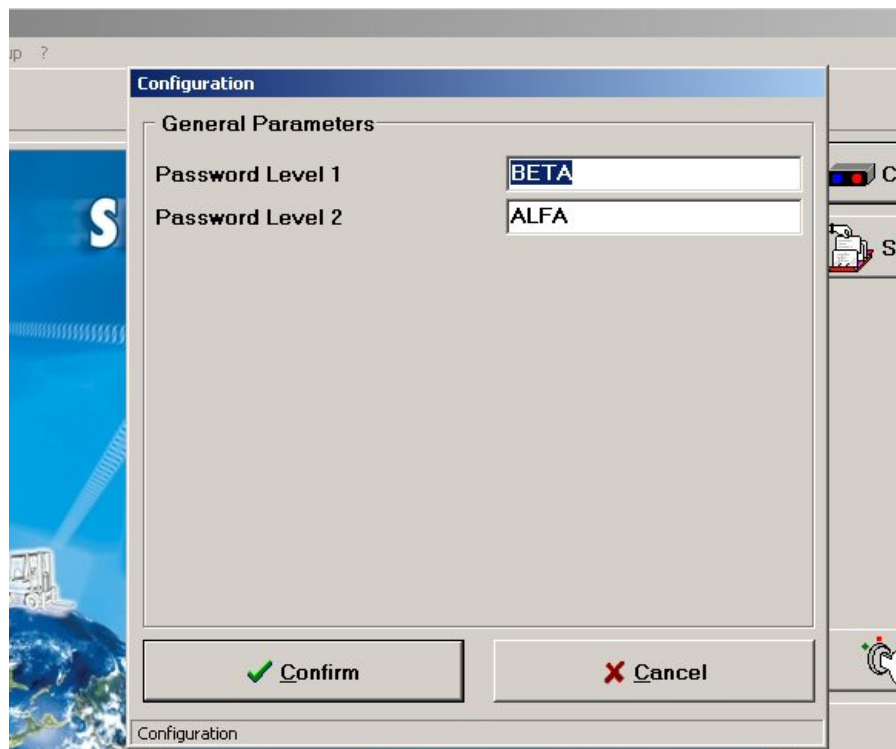 up ?
Configuration
General Parameters
Password Level 1
BETA
Password Level 2
ALFA
S
C
S
Confirm
Cancel
Configuration